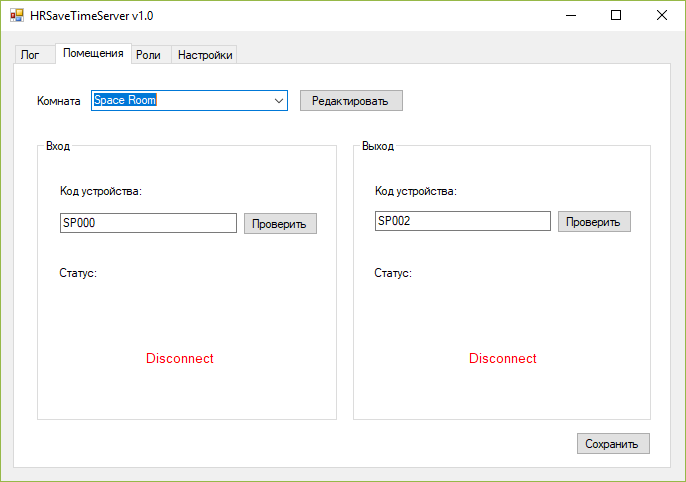 HRSaveTimeServer v1.0
Лог Помещения Роли Настройки
Комната Space Room Редактировать
Вход Выход
Код устройства: Код устройства:
SP000 Проверить SP002 Проверить
Статус: Статус:
Disconnect Disconnect
Сохранить